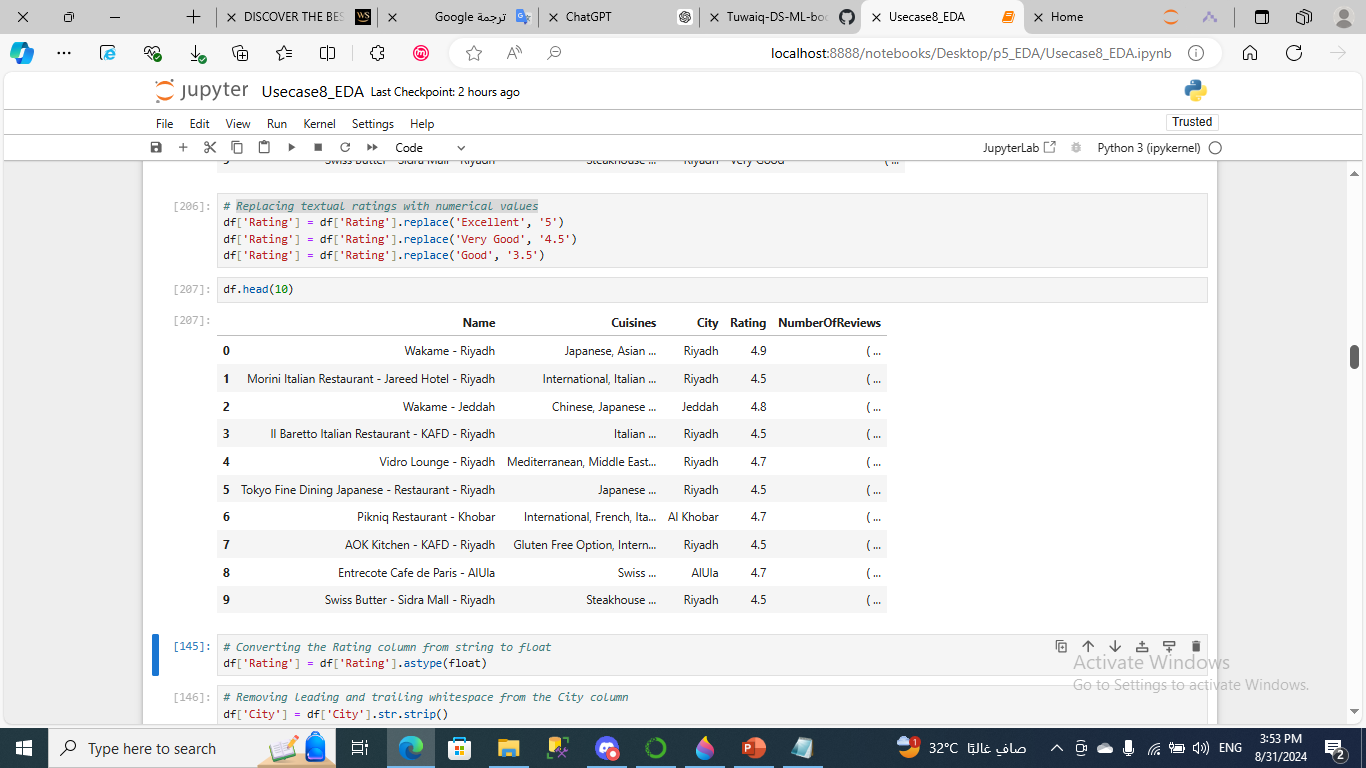 DISCOVER THE BES
ترجمة Google
ChatGPT
Tuwaiq-DS-ML-boo
Usecase8_EDA
Home
localhost:8888/notebooks/Desktop/p5_EDA/Usecase8_EDA.ipynb
jupyter Usecase8_EDA Last Checkpoint: 2 hours ago
File Edit View Run Kernel Settings Help
Trusted
Code
JupyterLab
Python 3 (ipykernel)
9 Swiss Butter - Sidra Mall - Riyadh Steakhouse ... Riyadh Very Good ( ...
[206]: # Replacing textual ratings with numerical values
df['Rating'] = df['Rating'].replace('Excellent', '5')
df['Rating'] = df['Rating'].replace('Very Good', '4.5')
df['Rating'] = df['Rating'].replace('Good', '3.5')
[207]: df.head(10)
[207]: Name Cuisines City Rating NumberOfReviews
0 Wakame - Riyadh Japanese, Asian ... Riyadh 4.9 ( ...
1 Morini Italian Restaurant - Jareed Hotel - Riyadh International, Italian ... Riyadh 4.5 ( ...
2 Wakame - Jeddah Chinese, Japanese ... Jeddah 4.8 ( ...
3 Il Baretto Italian Restaurant - KAFD - Riyadh Italian ... Riyadh 4.5 ( ...
4 Vidro Lounge - Riyadh Mediterranean, Middle East... Riyadh 4.7 ( ...
5 Tokyo Fine Dining Japanese - Restaurant - Riyadh Japanese ... Riyadh 4.5 ( ...
6 Pikniq Restaurant - Khobar International, French, Ita... Al Khobar 4.7 ( ...
7 AOK Kitchen - KAFD - Riyadh Gluten Free Option, Intern... Riyadh 4.5 ( ...
8 Entrecote Cafe de Paris - AlUla Swiss ... AlUla 4.7 ( ...
9 Swiss Butter - Sidra Mall - Riyadh Steakhouse ... Riyadh 4.5 ( ...
[145]: # Converting the Rating column from string to float
df['Rating'] = df['Rating'].astype(float)
Activate Windows
Go to Settings to activate Windows.
[146]: # Removing leading and trailing whitespace from the City column
df['City'] = df['City'].str.strip()
Type here to search
32°C صافٍ غالبًا
ENG
3:53 PM
8/31/2024